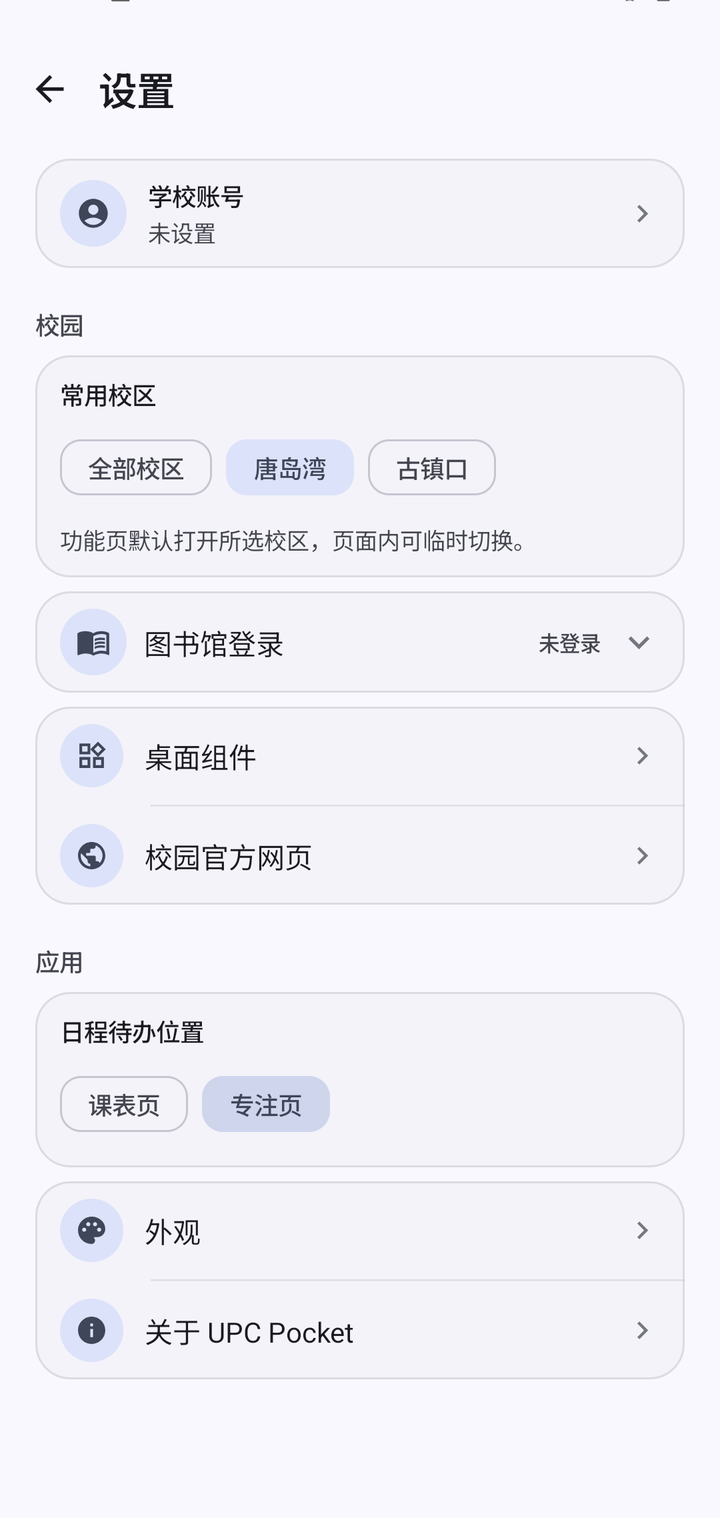 设置
学校账号
未设置
校园
常用校区
全部校区 唐岛湾 古镇口
功能页默认打开所选校区，页面内可临时切换。
图书馆登录 未登录
桌面组件
校园官方网页
应用
日程待办位置
课表页 专注页
外观
关于 UPC Pocket